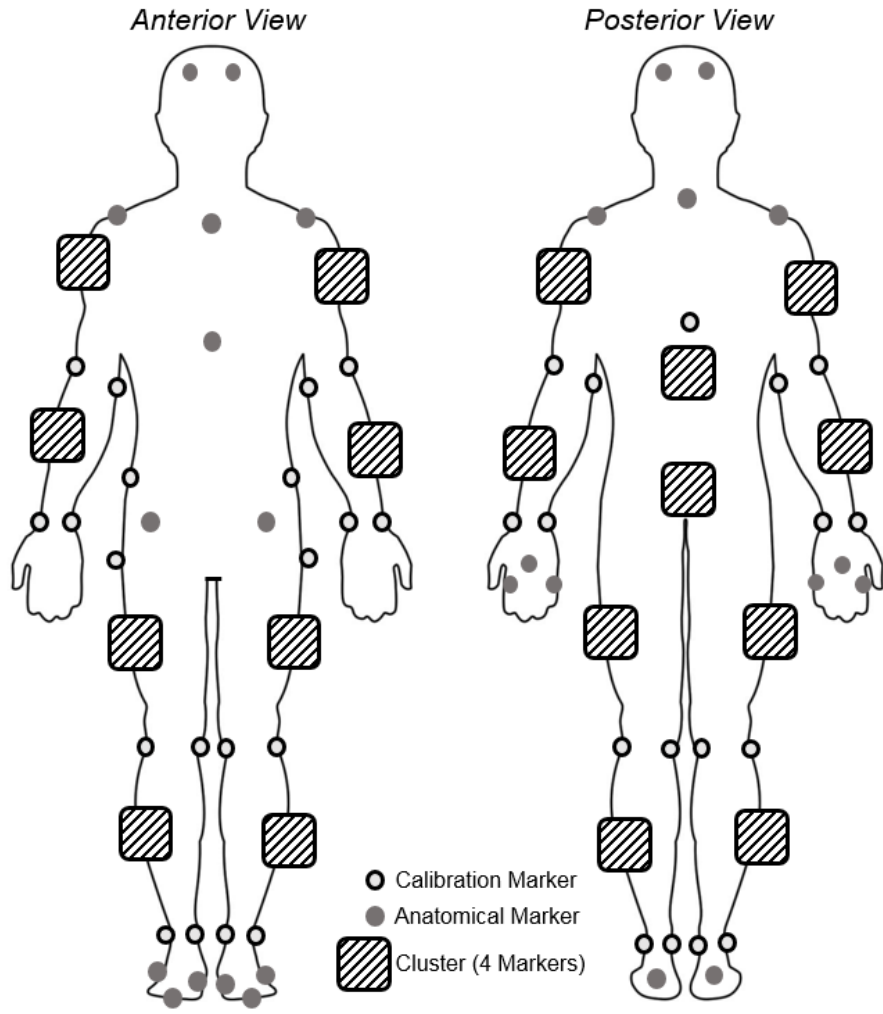 Anterior View
Posterior View
Calibration Marker
Anatomical Marker
Cluster (4 Markers)